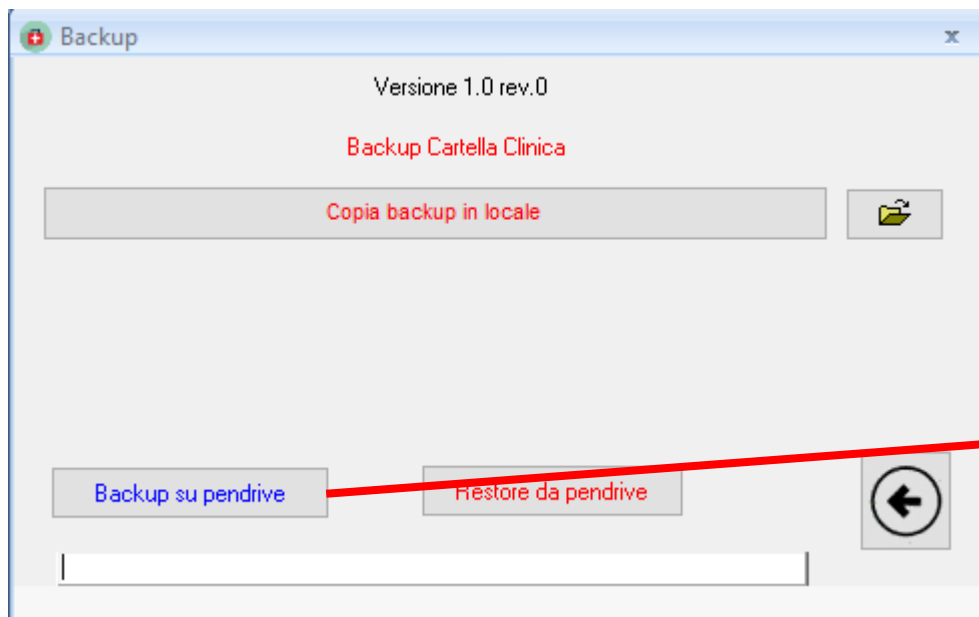 Backup
x
Versione 1.0 rev.0
Backup Cartella Clinica
Copia backup in locale
Backup su pendrive
Restore da pendrive